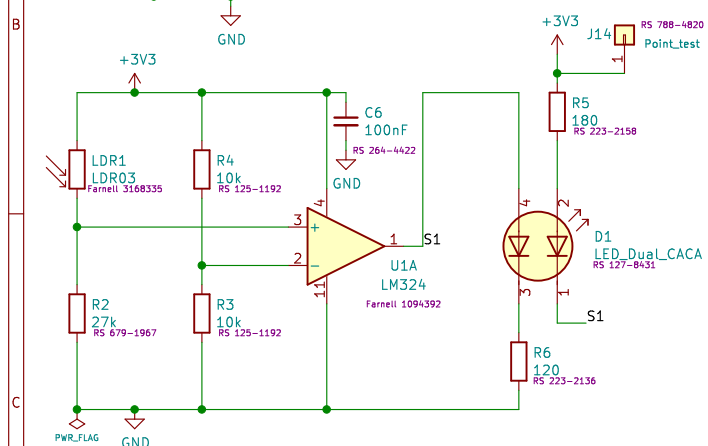 B
GND
+3V3
J14
RS 788-4820
Point_test
1
+3V3
R5
180
RS 223-2158
C6
100nF
RS 264-4422
GND
LDR1
LDR03
Farnell 3168335
R4
10k
RS 125-1192
4
3
+
2
−
1
S1
11
U1A
LM324
Farnell 1094392
4
2
D1
LED_Dual_CACA
RS 127-8431
3
1
S1
R2
27k
RS 679-1967
R3
10k
RS 125-1192
R6
120
RS 223-2136
C
PWR_FLAG
GND